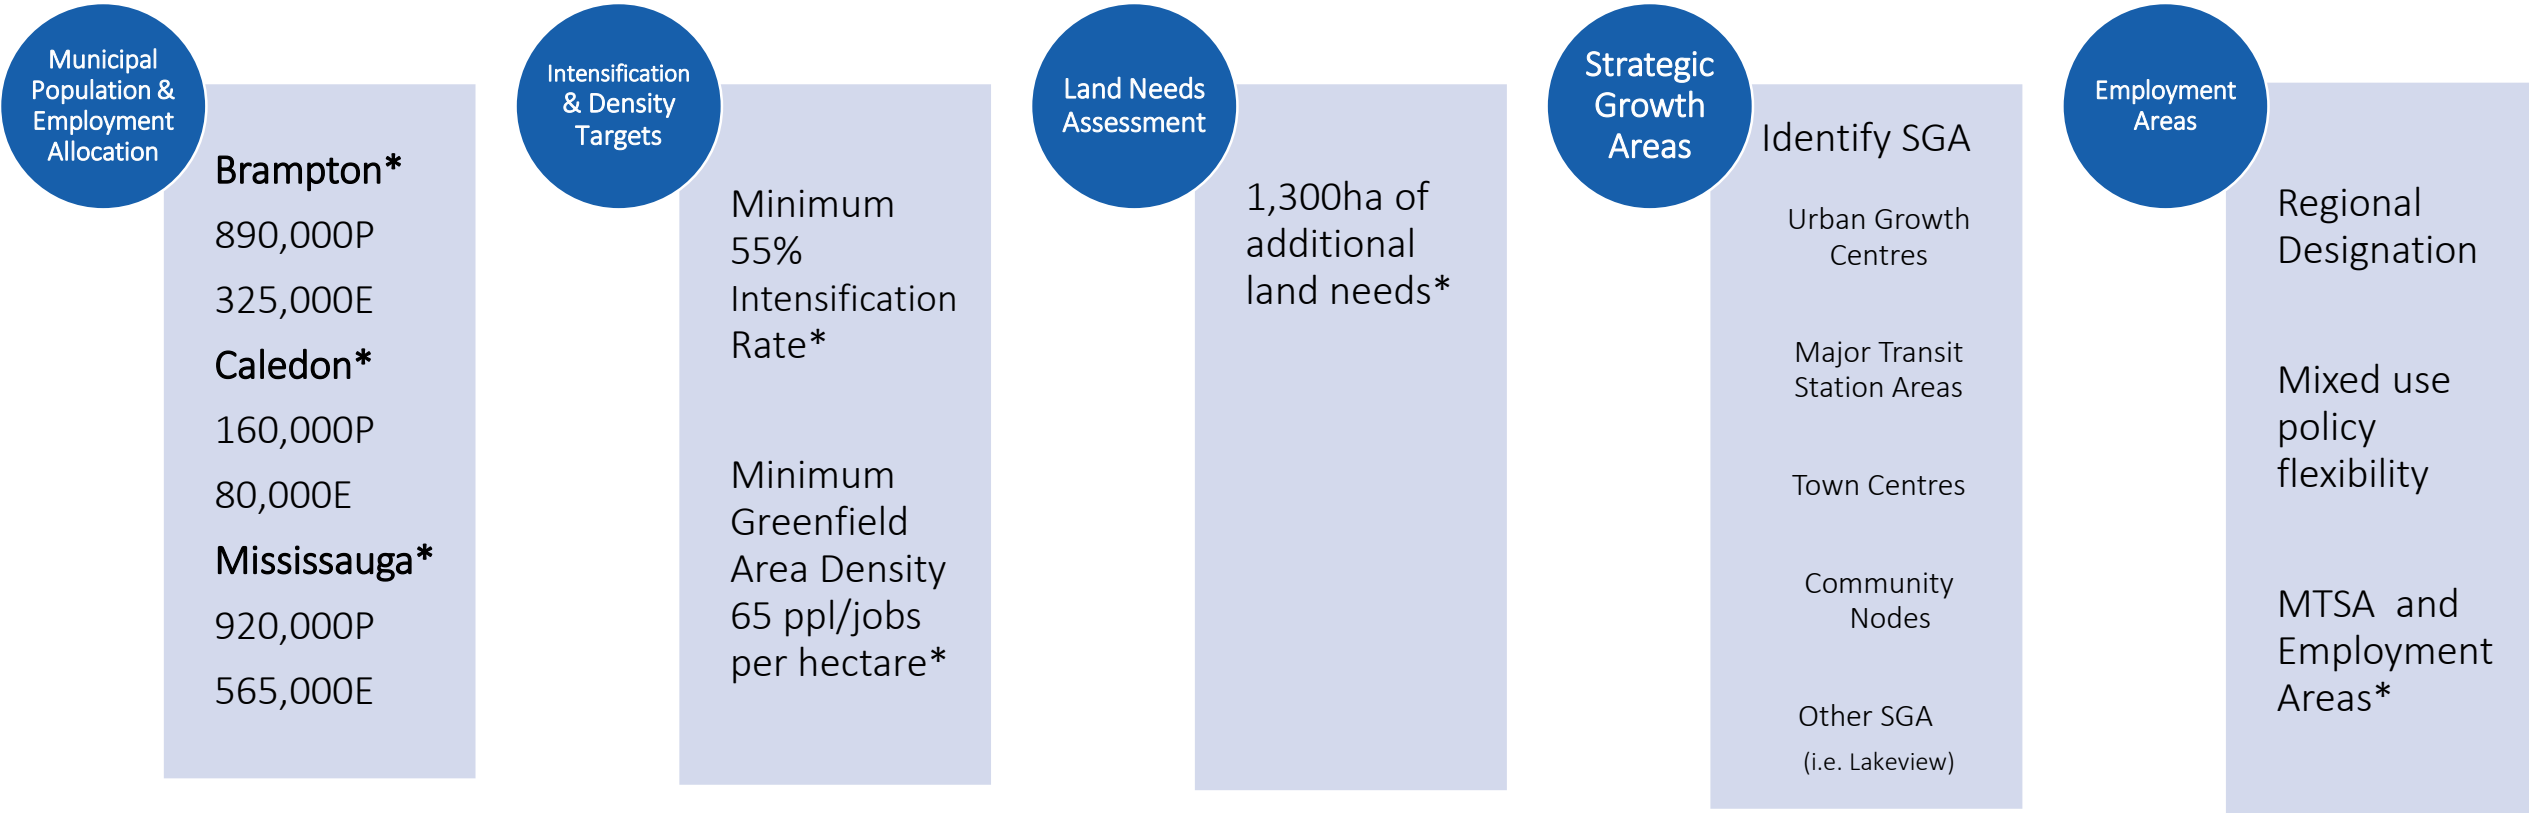 Municipal
Population &
Employment
Allocation
Brampton*
890,000P
325,000E
Caledon*
160,000P
80,000E
Mississauga*
920,000P
565,000E
Intensification
& Density
Targets
Minimum
55%
Intensification
Rate*
Minimum
Greenfield
Area Density
65 ppl/jobs
per hectare*
Land Needs
Assessment
1,300ha of
additional
land needs*
Strategic
Growth
Areas
Identify SGA
Urban Growth
Centres
Major Transit
Station Areas
Town Centres
Community
Nodes
Other SGA
(i.e. Lakeview)
Employment
Areas
Regional
Designation
Mixed use
policy
flexibility
MTSA and
Employment
Areas*